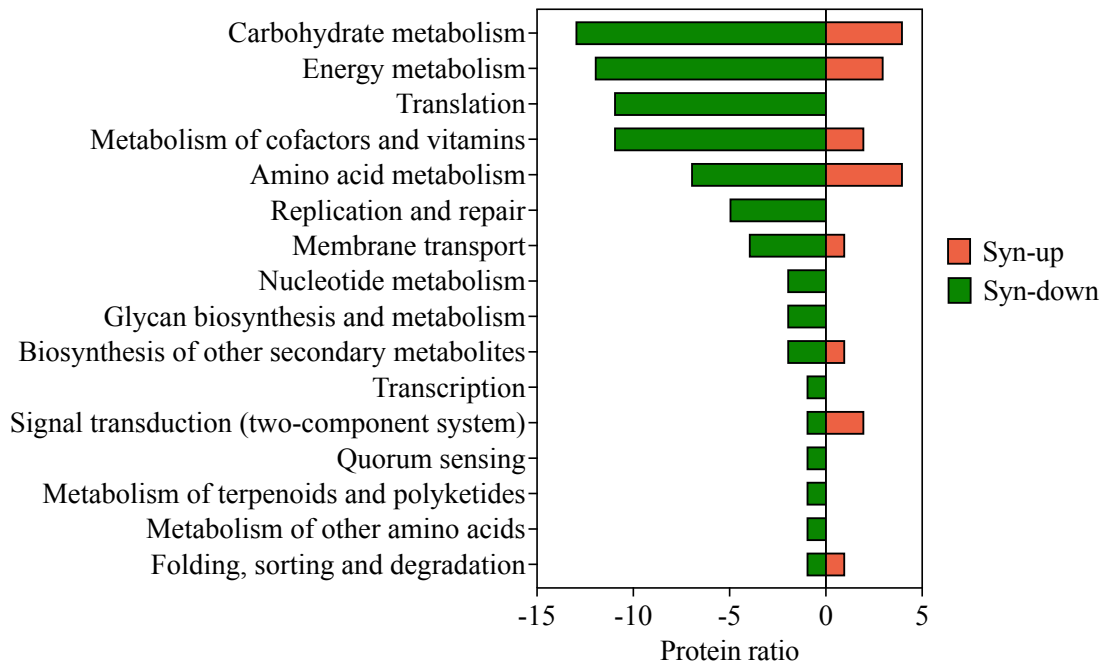 Carbohydrate metabolism
Energy metabolism
Translation
Metabolism of cofactors and vitamins
Amino acid metabolism
Replication and repair
Membrane transport
Nucleotide metabolism
Glycan biosynthesis and metabolism
Biosynthesis of other secondary metabolites
Transcription
Signal transduction (two-component system)
Quorum sensing
Metabolism of terpenoids and polyketides
Metabolism of other amino acids
Folding, sorting and degradation
-15 -10 -5 0 5
Protein ratio
Syn-up
Syn-down